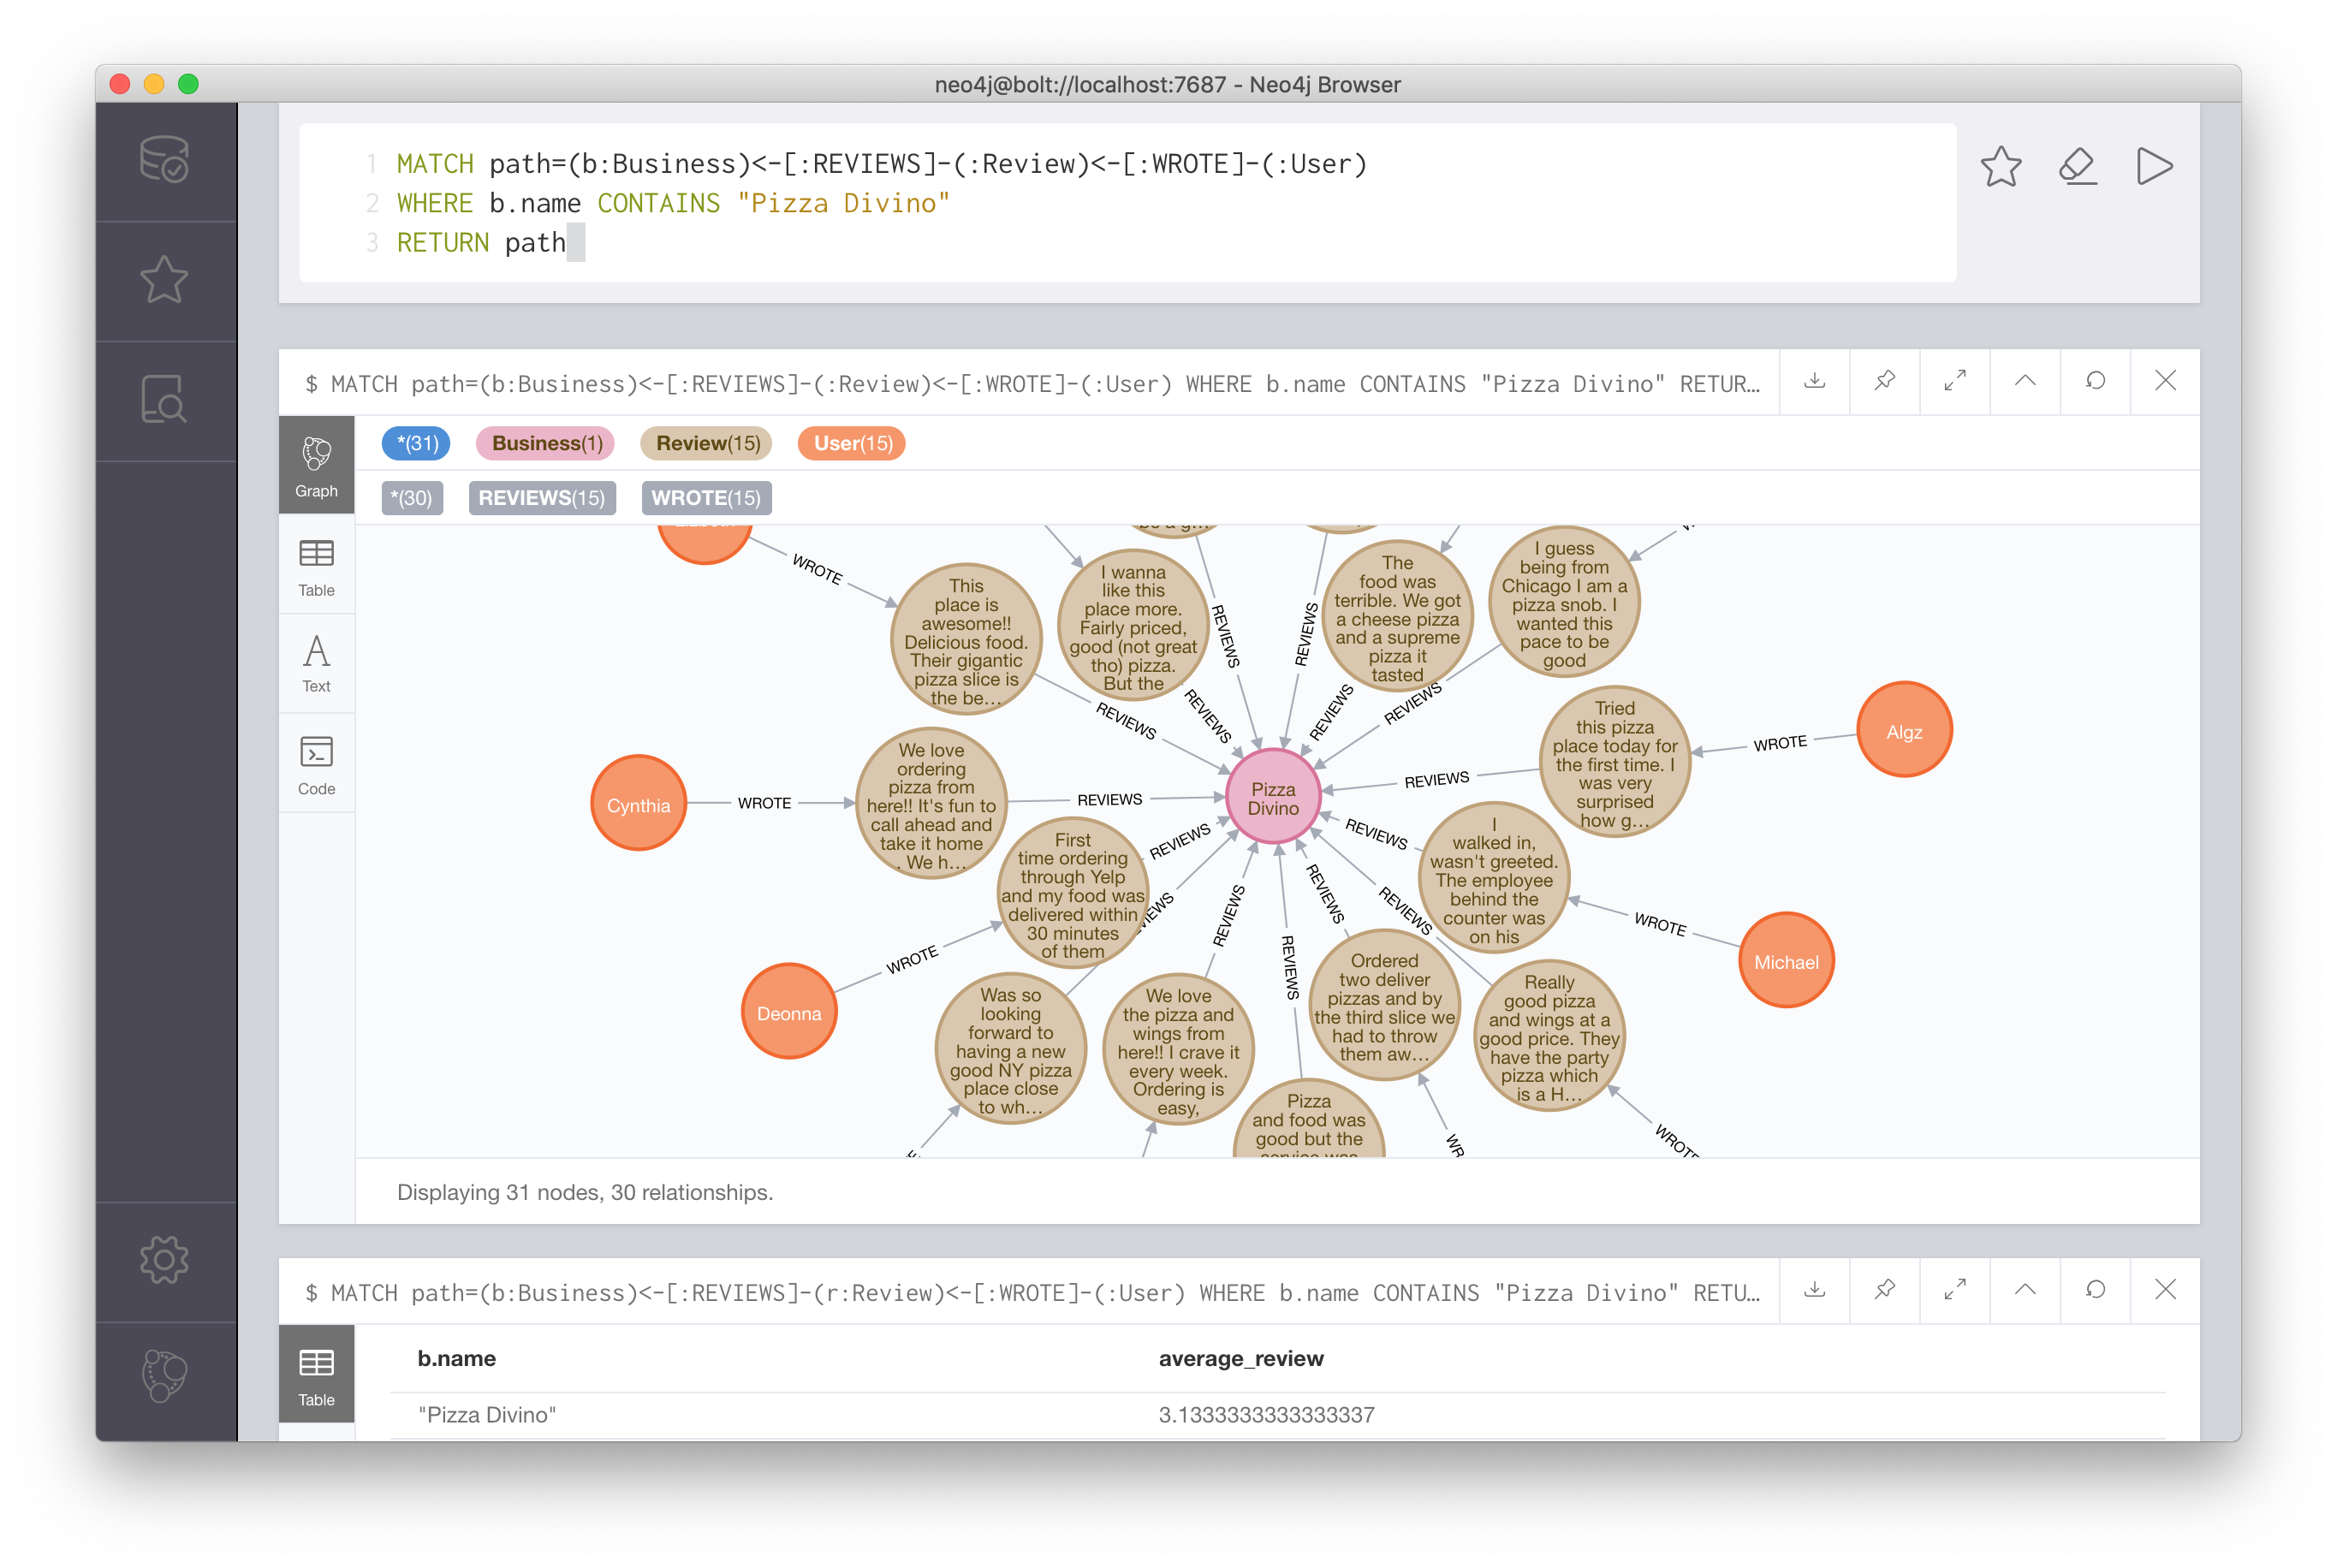 neo4j@bolt://localhost:7687 - Neo4j Browser
1 MATCH path=(b:Business)<-[:REVIEWS]-(:Review)<-[:WROTE]-(:User)
2 WHERE b.name CONTAINS "Pizza Divino"
3 RETURN path
$ MATCH path=(b:Business)<-[:REVIEWS]-(:Review)<-[:WROTE]-(:User) WHERE b.name CONTAINS "Pizza Divino" RETUR…
Graph
Table
Text
Code
*(31) Business(1) Review(15) User(15)
*(30) REVIEWS(15) WROTE(15)
WROTE
This
place is
awesome!!
Delicious food.
Their gigantic
pizza slice is
the be…
REVIEWS
I wanna
like this
place more.
Fairly priced,
good (not great
tho) pizza.
But the
REVIEWS
REVIEWS
REVIEWS
The
food was
terrible. We got
a cheese pizza
and a supreme
pizza it
tasted
REVIEWS
I guess
being from
Chicago I am a
pizza snob. I
wanted this
pace to be
good
REVIEWS
Cynthia
WROTE
We love
ordering
pizza from
here!! It's fun to
call ahead and
take it home
. We h…
REVIEWS
Pizza
Divino
REVIEWS
Tried
this pizza
place today for
the first time. I
was very
surprised
how g…
WROTE
Algz
Deonna
WROTE
First
time ordering
through Yelp
and my food was
delivered within
30 minutes
of them
REVIEWS
REVIEWS
I
walked in,
wasn't greeted.
The employee
behind the
counter was
on his
WROTE
Michael
Was so
looking
forward to
having a new
good NY pizza
place close
to wh…
We love
the pizza and
wings from
here!! I crave it
every week.
Ordering is
easy,
REVIEWS
Pizza
and food was
good but the
REVIEWS
Ordered
two deliver
pizzas and by
the third slice we
had to throw
them aw…
REVIEWS
Really
good pizza
and wings at a
good price. They
have the party
pizza which
is a H…
REVIEWS
WROTE
Displaying 31 nodes, 30 relationships.
$ MATCH path=(b:Business)<-[:REVIEWS]-(r:Review)<-[:WROTE]-(:User) WHERE b.name CONTAINS "Pizza Divino" RETU…
Table
b.name average_review
"Pizza Divino" 3.1333333333333337